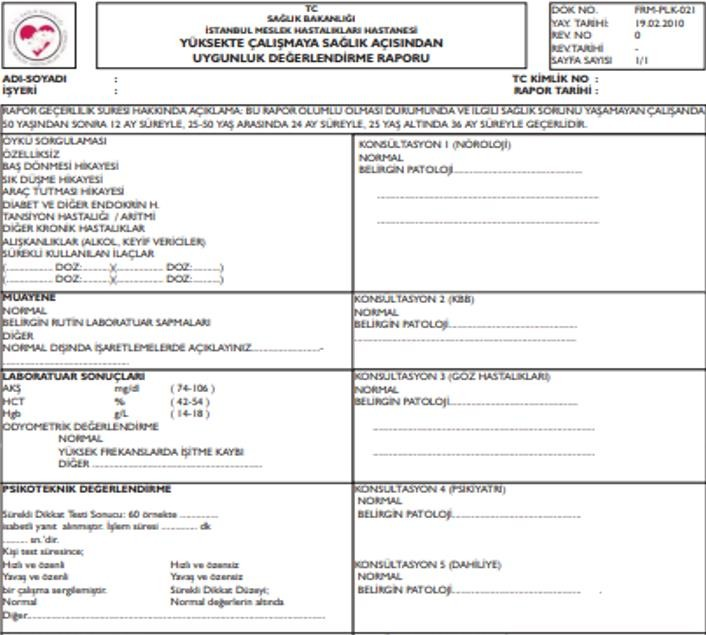 TC
SAĞLIK BAKANLIĞI
İSTANBUL MESLEK HASTALIKLARI HASTANESİ
YÜKSEKTE ÇALIŞMAYA SAĞLIK AÇISINDAN
UYGUNLUK DEĞERLENDİRME RAPORU
DÖK NO. FRM-PLK-021
YAY. TARİHİ: 19.02.2010
REV. NO 0
REV.TARİHİ -
SAYFA SAYISI 1/1
ADI-SOYADI :
İŞYERİ :
TC KİMLİK NO :
RAPOR TARİHİ :
RAPOR GEÇERLİLİK SÜRESİ HAKKINDA AÇIKLAMA: BU RAPOR OLUMLU OLMASI DURUMUNDA VE İLGİLİ SAĞLIK SORUNU YAŞAMAYAN ÇALIŞANDA
50 YAŞINDAN SONRA 12 AY SÜREYLE, 25-50 YAŞ ARASINDA 24 AY SÜREYLE, 25 YAŞ ALTINDA 36 AY SÜREYLE GEÇERLİDİR.
ÖYKÜ SORGULAMASI
ÖZELLİKSİZ
BAŞ DÖNMESİ HİKAYESİ
SIK DÜŞME HİKAYESİ
ARAÇ TUTMASI HİKAYESİ
DİABET VE DİĞER ENDOKRİN H.
TANSİYON HASTALIĞI / ARİTMİ
DİĞER KRONİK HASTALIKLAR
ALIŞKANLIKLAR (ALKOL, KEYİF VERİCİLER)
SÜREKLİ KULLANILAN İLAÇLAR
(............... DOZ:.........)(............... DOZ:.........)
(............... DOZ:.........)(............... DOZ:.........)
KONSÜLTASYON 1 (NÖROLOJİ)
NORMAL
BELİRGİN PATOLOJİ..............................
MUAYENE
NORMAL
BELİRGİN RUTİN LABORATUAR SAPMALARI
DİĞER
NORMAL DIŞINDA İŞARETLEMELERDE AÇIKLAYINIZ.................-
KONSÜLTASYON 2 (KBB)
NORMAL
BELİRGİN PATOLOJİ..............................
LABORATUAR SONUÇLARI
AKŞ mg/dl ( 74-106 )
HCT % ( 42-54 )
Hgb g/L ( 14-18 )
ODYOMETRİK DEĞERLENDİRME
NORMAL
YÜKSEK FREKANSLARDA İŞİTME KAYBI
DİĞER ..............................
KONSÜLTASYON 3 (GÖZ HASTALIKLARI)
NORMAL
BELİRGİN PATOLOJİ..............................
PSİKOTEKNİK DEĞERLENDİRME
Sürekli Dikkat Testi Sonucu: 60 örnekte ............
isabetli yanıt alınmıştır. İşlem süresi ............ dk
........ sn.'dir.
Kişi test süresince;
Hızlı ve özenli Hızlı ve özensiz
Yavaş ve özenli Yavaş ve özensiz
bir çalışma sergilemiştir. Sürekli Dikkat Düzeyi;
Normal Normal değerlerin altında
Diğer..............................
KONSÜLTASYON 4 (PSİKİYATRİ)
NORMAL
BELİRGİN PATOLOJİ..............................
KONSÜLTASYON 5 (DAHİLİYE)
NORMAL
BELİRGİN PATOLOJİ..............................